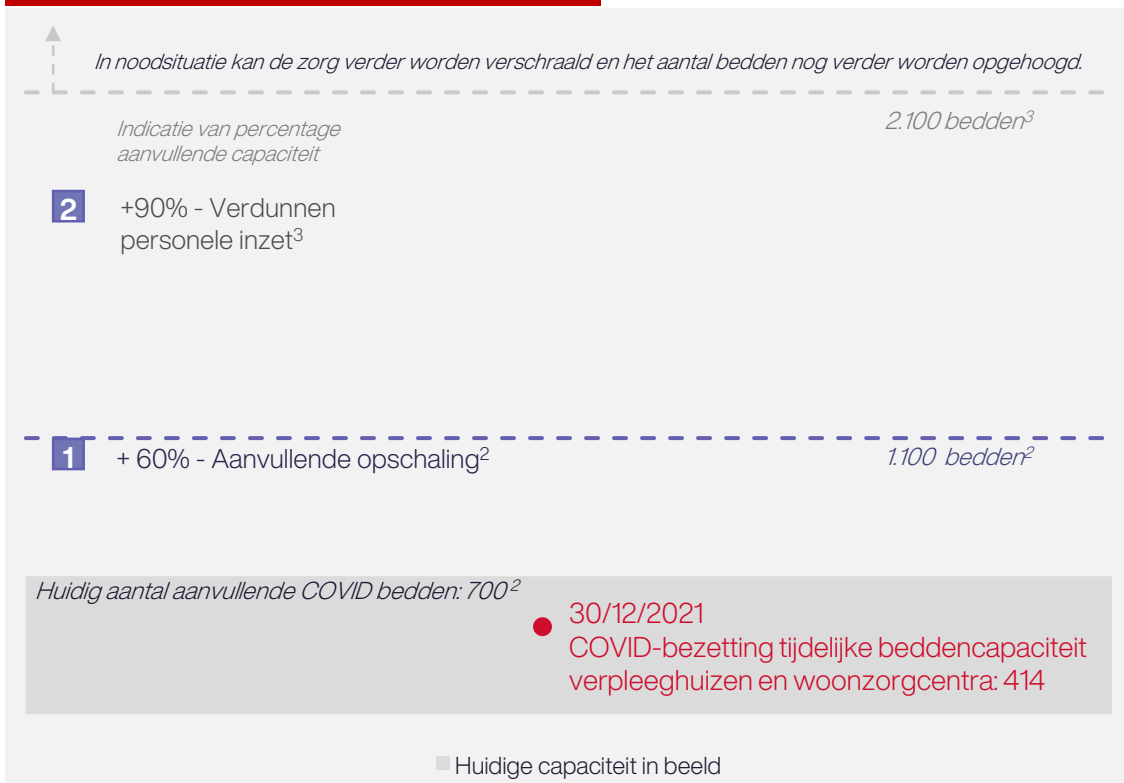 In noodsituatie kan de zorg verder worden verschraald en het aantal bedden nog verder worden opgehoogd.
2.100 bedden³
Indicatie van percentage
aanvullende capaciteit
2 +90% - Verdunnen
personele inzet³
1 + 60% - Aanvullende opschaling²
1.100 bedden²
Huidig aantal aanvullende COVID bedden: 700²
30/12/2021
COVID-bezetting tijdelijke beddencapaciteit
verpleeghuizen en woonzorgcentra: 414
Huidige capaciteit in beeld